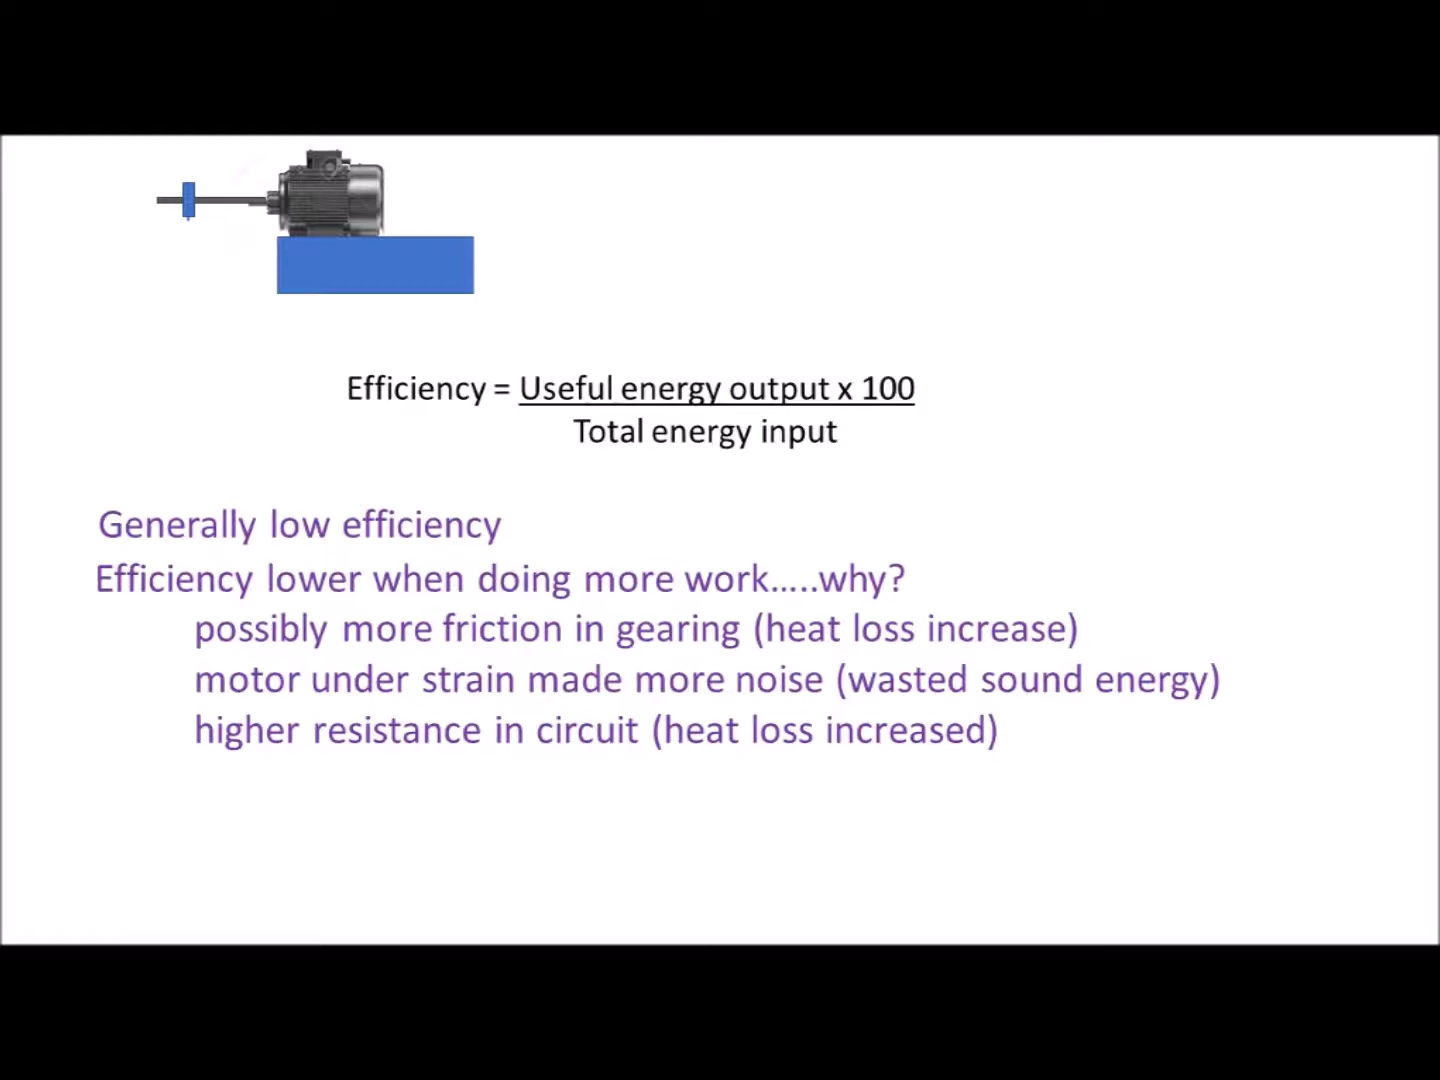 Efficiency = Useful energy output x 100
Total energy input
Generally low efficiency
Efficiency lower when doing more work.....why?
possibly more friction in gearing (heat loss increase)
motor under strain made more noise (wasted sound energy)
higher resistance in circuit (heat loss increased)